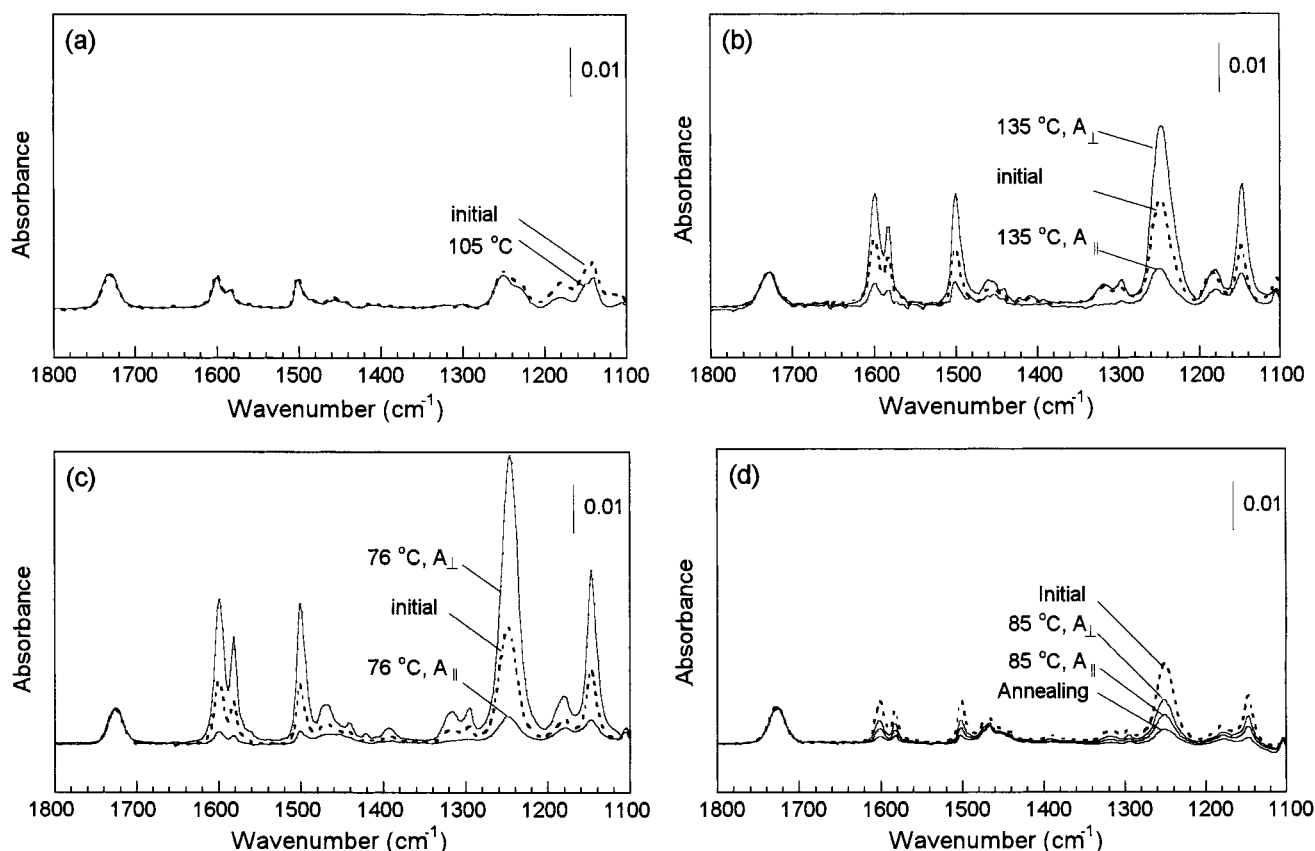 (a)
0.01
initial
105 °C
Absorbance
1800 1700 1600 1500 1400 1300 1200 1100
Wavenumber (cm-1)
(b)
0.01
135 °C, A⊥
initial
135 °C, A||
Absorbance
1800 1700 1600 1500 1400 1300 1200 1100
Wavenumber (cm-1)
(c)
0.01
76 °C, A⊥
initial
76 °C, A||
Absorbance
1800 1700 1600 1500 1400 1300 1200 1100
Wavenumber (cm-1)
(d)
0.01
Initial
85 °C, A⊥
85 °C, A||
Annealing
Absorbance
1800 1700 1600 1500 1400 1300 1200 1100
Wavenumber (cm-1)